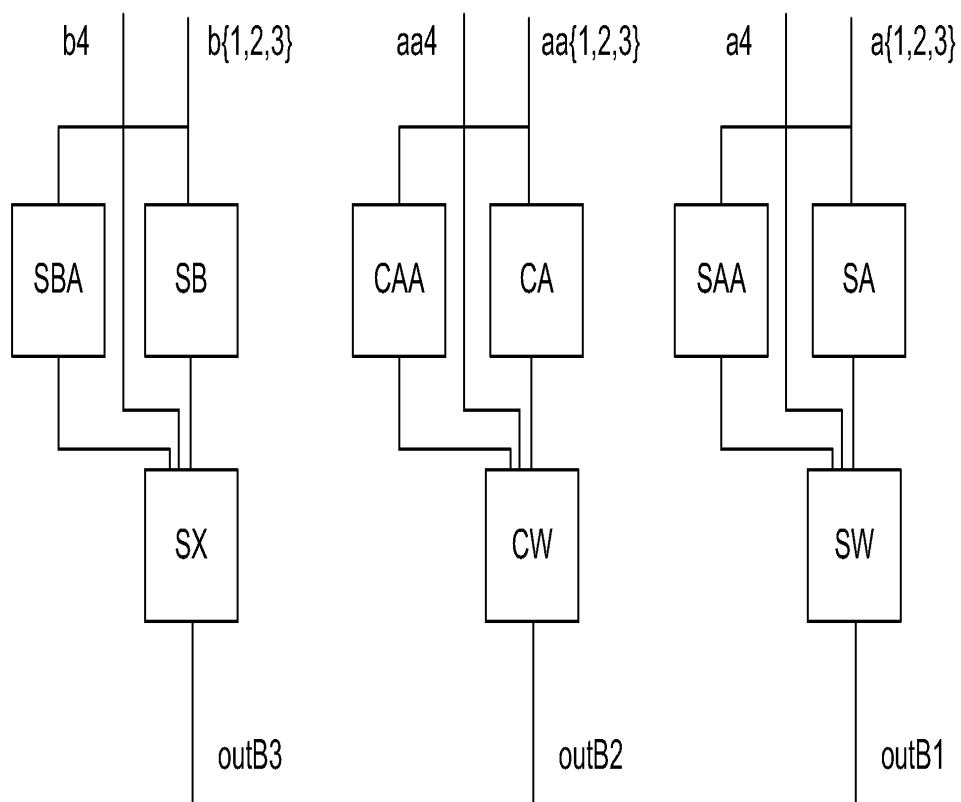 b4 b{1,2,3} aa4 aa{1,2,3} a4 a{1,2,3}
SBA SB CAA CA SAA SA
SX CW SW
outB3 outB2 outB1